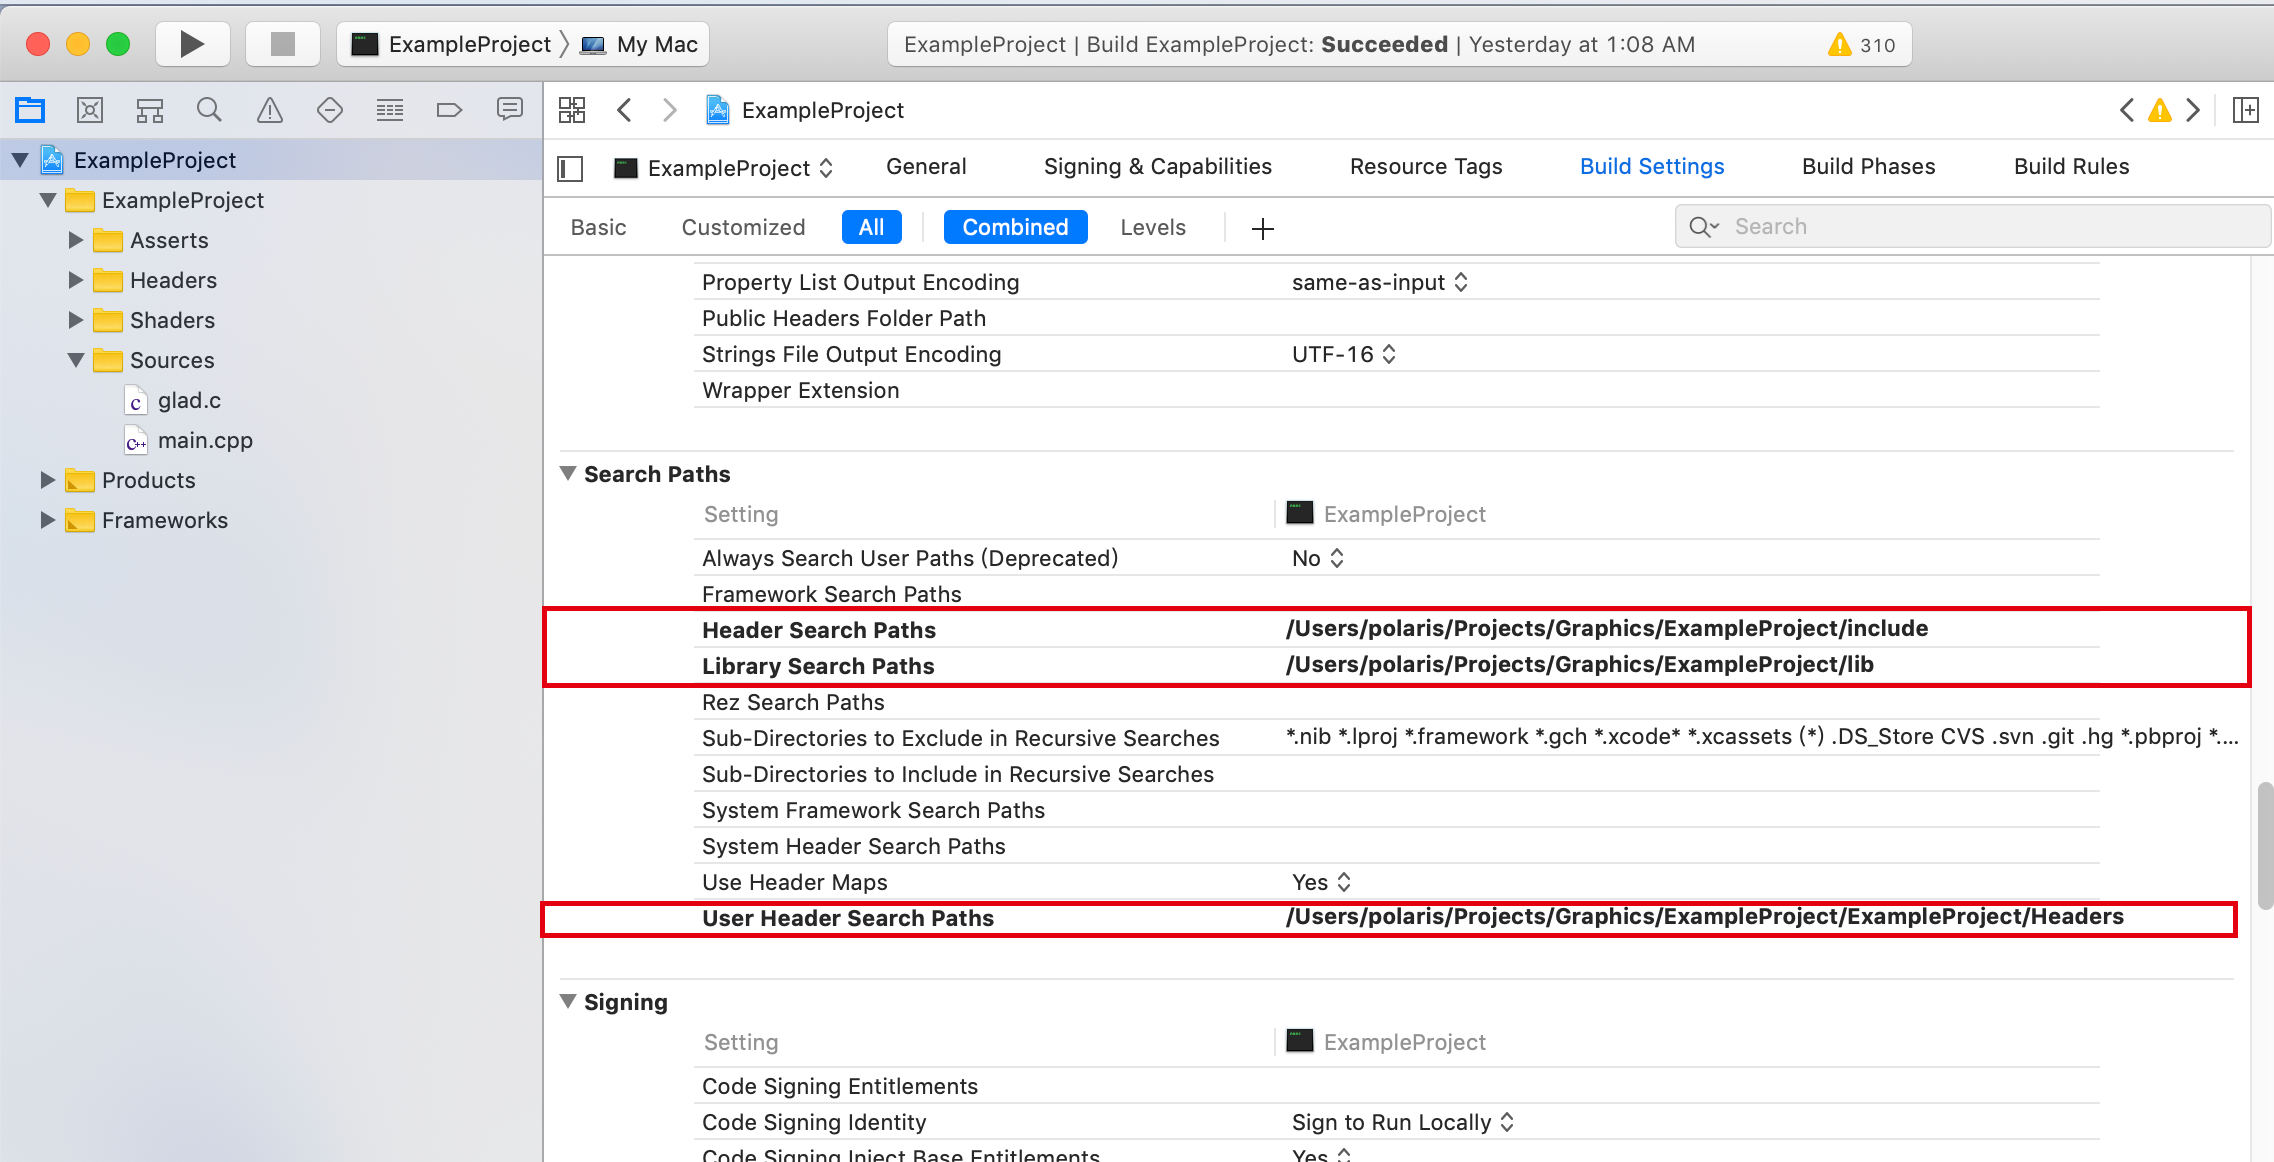 ExampleProject 〉 My Mac
ExampleProject | Build ExampleProject: Succeeded | Yesterday at 1:08 AM 310
ExampleProject
ExampleProject
Asserts
Headers
Shaders
Sources
glad.c
main.cpp
Products
Frameworks
ExampleProject
ExampleProject General Signing & Capabilities Resource Tags Build Settings Build Phases Build Rules
Basic Customized All Combined Levels + Search
Property List Output Encoding same-as-input
Public Headers Folder Path
Strings File Output Encoding UTF-16
Wrapper Extension
Search Paths
Setting ExampleProject
Always Search User Paths (Deprecated) No
Framework Search Paths
Header Search Paths /Users/polaris/Projects/Graphics/ExampleProject/include
Library Search Paths /Users/polaris/Projects/Graphics/ExampleProject/lib
Rez Search Paths
Sub-Directories to Exclude in Recursive Searches *.nib *.lproj *.framework *.gch *.xcode* *.xcassets (*) .DS_Store CVS .svn .git .hg *.pbproj *....
Sub-Directories to Include in Recursive Searches
System Framework Search Paths
System Header Search Paths
Use Header Maps Yes
User Header Search Paths /Users/polaris/Projects/Graphics/ExampleProject/ExampleProject/Headers
Signing
Setting ExampleProject
Code Signing Entitlements
Code Signing Identity Sign to Run Locally
Code Signing Inject Base Entitlements Yes